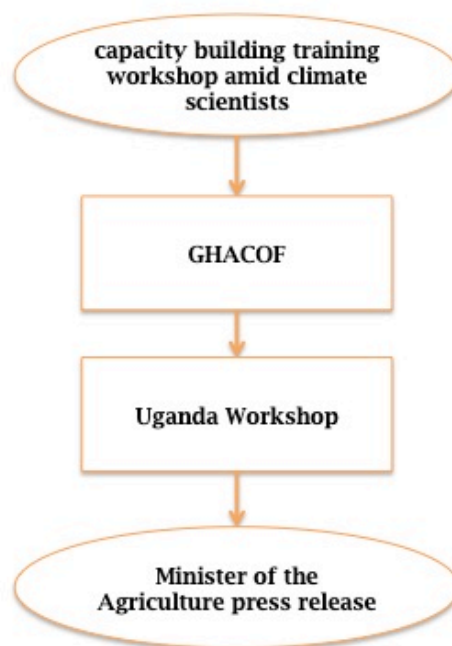 capacity building training
workshop amid climate
scientists
GHACOF
Uganda Workshop
Minister of the
Agriculture press release